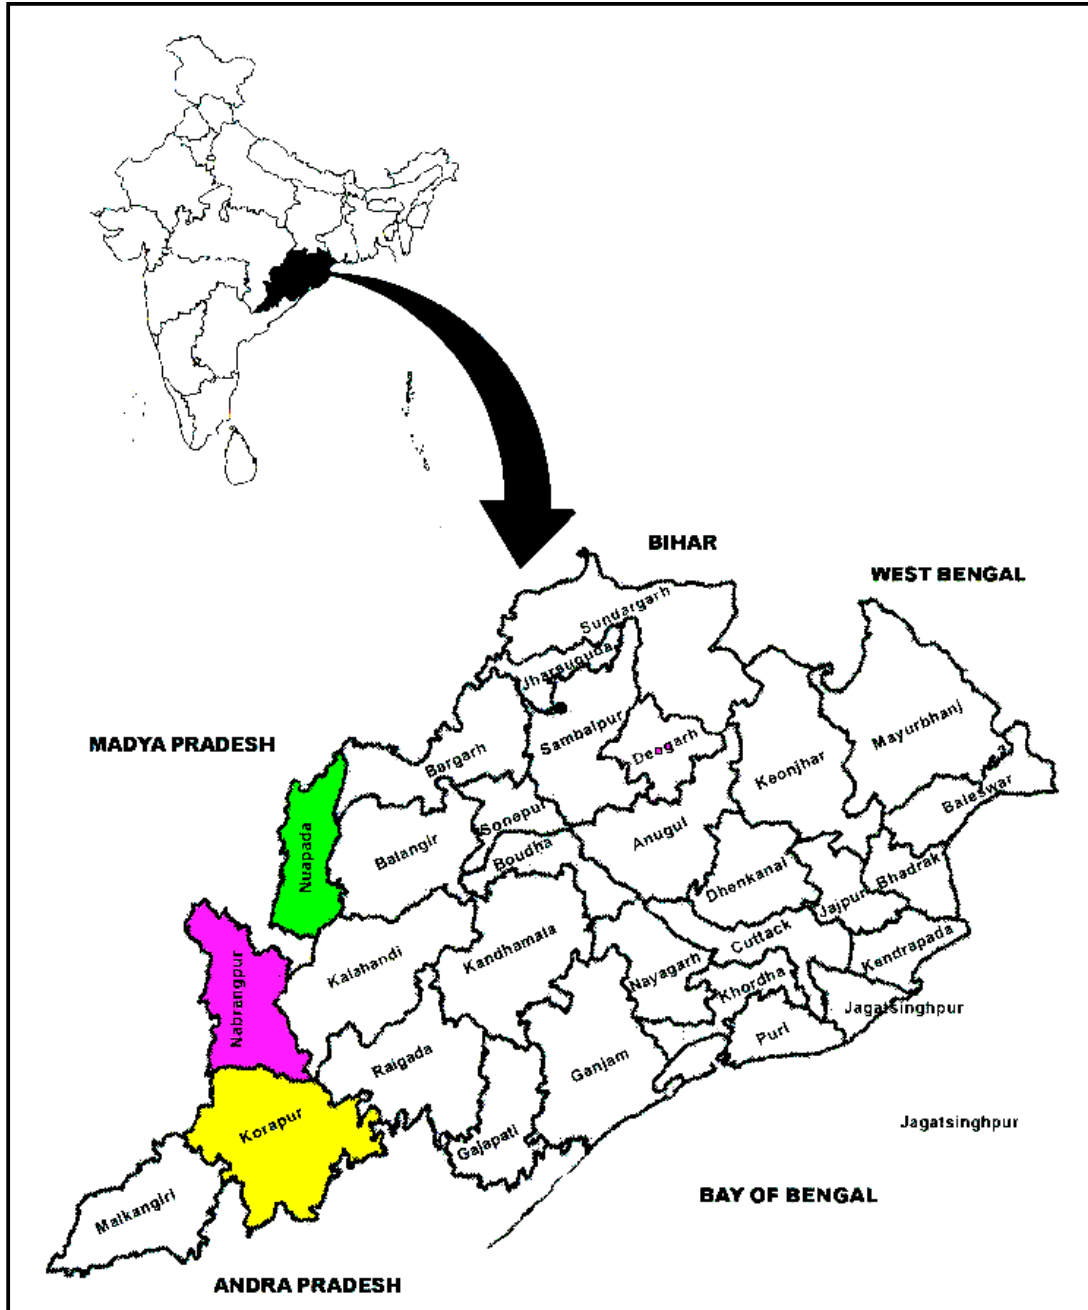 BIHAR
WEST BENGAL
Sundargarh
Jharsuguda
MADYA PRADESH
Bargarh
Sambalpur
Deogarh
Keonjhar
Mayurbhanj
Baleswar
Nuapada
Balangir
Sonepur
Boudha
Anugul
Dhenkanal
Jajpur
Bhadrak
Nabrangpur
Kalahandi
Kandhamala
Nayagarh
Cuttack
Khordha
Kendrapada
Jagatsinghpur
Puri
Raigada
Ganjam
Korapur
Gajapati
Jagatsinghpur
Malkangiri
BAY OF BENGAL
ANDRA PRADESH